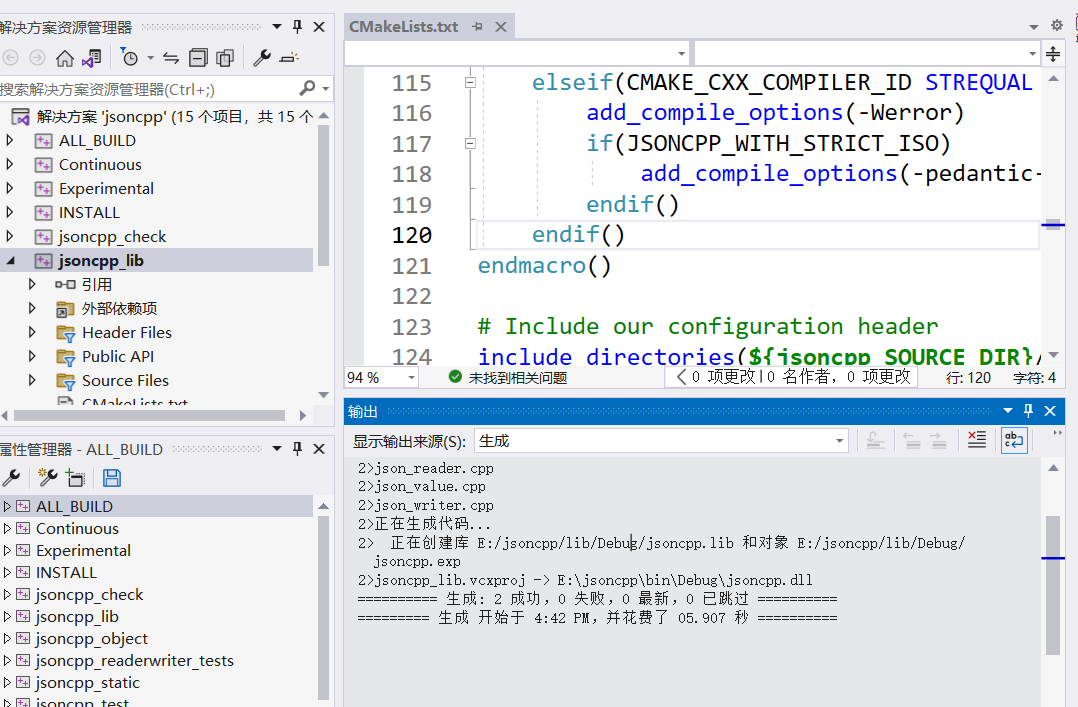 解决方案资源管理器
搜索解决方案资源管理器(Ctrl+;)
解决方案 'jsoncpp' (15 个项目，共 15 个
ALL_BUILD
Continuous
Experimental
INSTALL
jsoncpp_check
jsoncpp_lib
引用
外部依赖项
Header Files
Public API
Source Files
CMakeLists.txt
属性管理器 - ALL_BUILD
ALL_BUILD
Continuous
Experimental
INSTALL
jsoncpp_check
jsoncpp_lib
jsoncpp_object
jsoncpp_readerwriter_tests
jsoncpp_static
jsoncpp_test
CMakeLists.txt
115 elseif(CMAKE_CXX_COMPILER_ID STREQUAL
116 add_compile_options(-Werror)
117 if(JSONCPP_WITH_STRICT_ISO)
118 add_compile_options(-pedantic-
119 endif()
120 endif()
121 endmacro()
122
123 # Include our configuration header
124 include_directories(${jsoncpp_SOURCE_DIR}/
94 % 未找到相关问题 0 项更改 | 0 名作者，0 项更改 行: 120 字符: 4
输出
显示输出来源(S): 生成
2>json_reader.cpp
2>json_value.cpp
2>json_writer.cpp
2>正在生成代码...
2> 正在创建库 E:/jsoncpp/lib/Debug/jsoncpp.lib 和对象 E:/jsoncpp/lib/Debug/
jsoncpp.exp
2>jsoncpp_lib.vcxproj -> E:\jsoncpp\bin\Debug\jsoncpp.dll
========== 生成: 2 成功，0 失败，0 最新，0 已跳过 ==========
========= 生成 开始于 4:42 PM，并花费了 05.907 秒 ==========